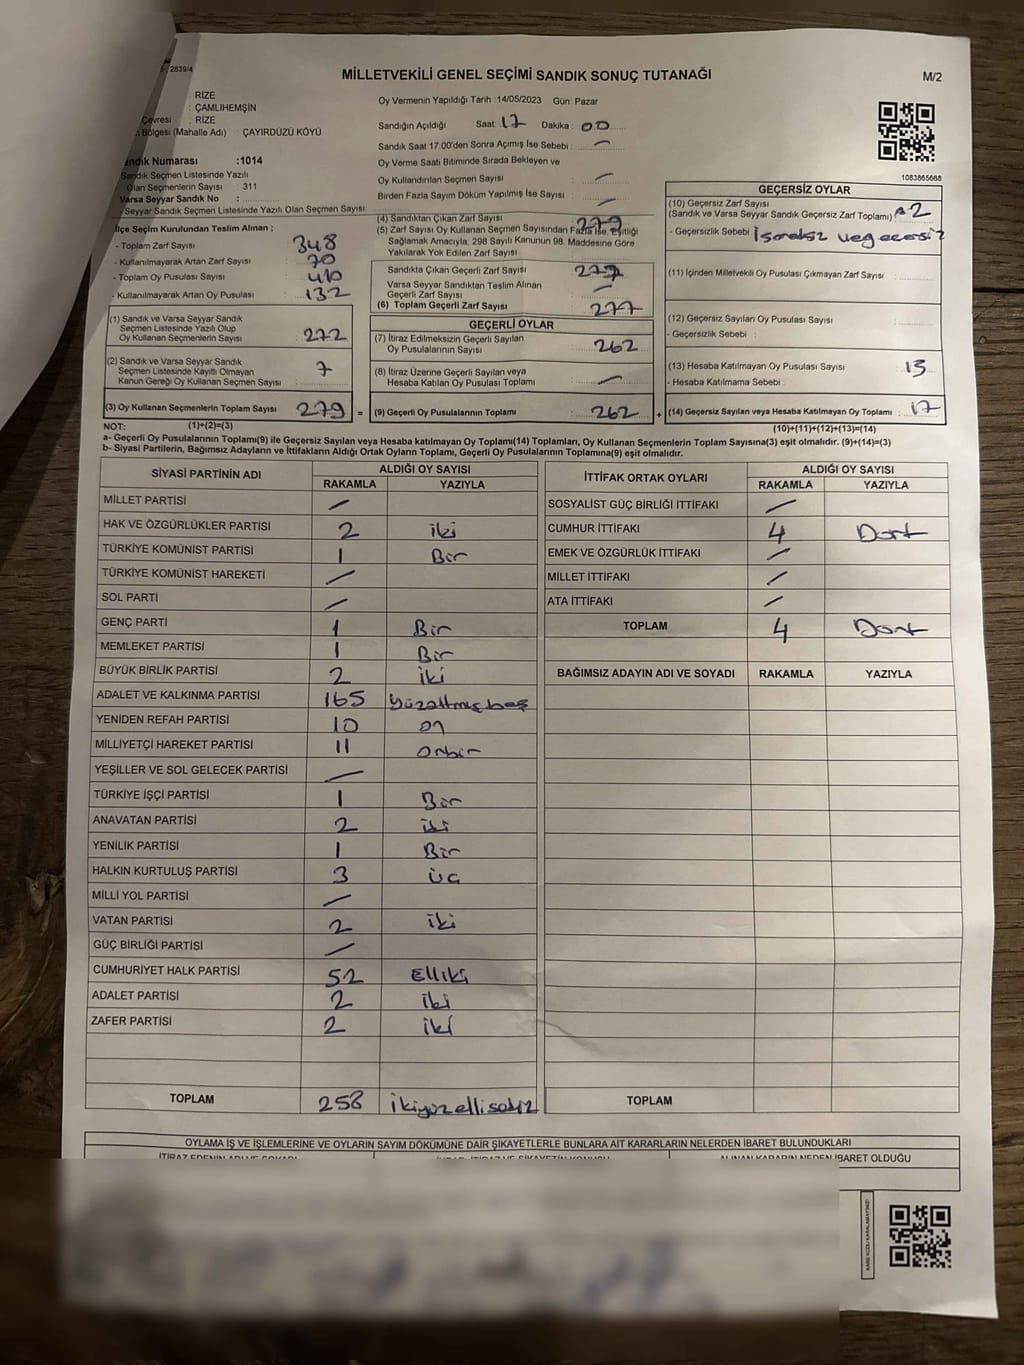 2839/4
MİLLETVEKİLİ GENEL SEÇİMİ SANDIK SONUÇ TUTANAĞI
M/2
RİZE
: ÇAMLIHEMŞİN
Çevresi : RİZE
Bölgesi (Mahalle Adı) : ÇAYIRDÜZÜ KÖYÜ
Sandık Numarası :1014
Sandık Seçmen Listesinde Yazılı
Olan Seçmenlerin Sayısı : 311
Varsa Seyyar Sandık No :
- Seyyar Sandık Seçmen Listesinde Yazılı Olan Seçmen Sayısı
İlçe Seçim Kurulundan Teslim Alınan ;
- Toplam Zarf Sayısı 348
- Kullanılmayarak Artan Zarf Sayısı 70
- Toplam Oy Pusulası Sayısı 410
- Kullanılmayarak Artan Oy Pusulası 132
(1) Sandık ve Varsa Seyyar Sandık
Seçmen Listesinde Yazılı Olup
Oy Kullanan Seçmenlerin Sayısı : 272
(2) Sandık ve Varsa Seyyar Sandık
Seçmen Listesinde Kayıtlı Olmayan
Kanun Gereği Oy Kullanan Seçmen Sayısı : 7
(3) Oy Kullanan Seçmenlerin Toplam Sayısı : 279 =
Oy Vermenin Yapıldığı Tarih :14/05/2023 Gün: Pazar
Sandığın Açıldığı Saat: 17 Dakika : 00
Sandık Saat 17.00'den Sonra Açımış İse Sebebi : —
Oy Verme Saati Bitiminde Sırada Bekleyen ve
Oy Kullandırılan Seçmen Sayısı : —
Birden Fazla Sayım Döküm Yapılmış İse Sayısı : —
(4) Sandıktan Çıkan Zarf Sayısı : 277
(5) Zarf Sayısı Oy Kullanan Seçmen Sayısından Fazla İse, Eşitliği
Sağlamak Amacıyla; 298 Sayılı Kanunun 98. Maddesine Göre
Yakılarak Yok Edilen Zarf Sayısı :
Sandıkta Çıkan Geçerli Zarf Sayısı : 277
Varsa Seyyar Sandıktan Teslim Alınan
Geçerli Zarf Sayısı : —
(6) Toplam Geçerli Zarf Sayısı : 277
GEÇERLİ OYLAR
(7) İtiraz Edilmeksizin Geçerli Sayılan
Oy Pusulalarının Sayısı : 262
(8) İtiraz Üzerine Geçerli Sayılan veya
Hesaba Katılan Oy Pusulası Toplamı : —
(9) Geçerli Oy Pusulalarının Toplamı : 262 +
1083865668
GEÇERSİZ OYLAR
(10) Geçersiz Zarf Sayısı
(Sandık ve Varsa Seyyar Sandık Geçersiz Zarf Toplamı) : 2
- Geçersizlik Sebebi :
(11) İçinden Milletvekili Oy Pusulası Çıkmayan Zarf Sayısı :
(12) Geçersiz Sayılan Oy Pusulası Sayısı :
- Geçersizlik Sebebi :
(13) Hesaba Katılmayan Oy Pusulası Sayısı : 15
- Hesaba Katılmama Sebebi :
(14) Geçersiz Sayılan veya Hesaba Katılmayan Oy Toplamı : 17
NOT: (1)+(2)=(3)
(10)+(11)+(12)+(13)=(14)
a- Geçerli Oy Pusulalarının Toplamı(9) ile Geçersiz Sayılan veya Hesaba katılmayan Oy Toplamı(14) Toplamları, Oy Kullanan Seçmenlerin Toplam Sayısına(3) eşit olmalıdır. (9)+(14)=(3)
b- Siyasi Partilerin, Bağımsız Adayların ve İttifakların Aldığı Ortak Oyların Toplamı, Geçerli Oy Pusulalarının Toplamına(9) eşit olmalıdır.
SİYASİ PARTİNİN ADI ALDIĞI OY SAYISI
RAKAMLA YAZIYLA
MİLLET PARTİSİ —
HAK VE ÖZGÜRLÜKLER PARTİSİ 2 iki
TÜRKİYE KOMÜNİST PARTİSİ 1 Bir
TÜRKİYE KOMÜNİST HAREKETİ —
SOL PARTİ —
GENÇ PARTİ 1 Bir
MEMLEKET PARTİSİ 1 Bir
BÜYÜK BİRLİK PARTİSİ 2 iki
ADALET VE KALKINMA PARTİSİ 165 yüzaltmışbeş
YENİDEN REFAH PARTİSİ 10 on
MİLLİYETÇİ HAREKET PARTİSİ 11 onbir
YEŞİLLER VE SOL GELECEK PARTİSİ —
TÜRKİYE İŞÇİ PARTİSİ 1 Bir
ANAVATAN PARTİSİ 2 iki
YENİLİK PARTİSİ 1 Bir
HALKIN KURTULUŞ PARTİSİ 3 üç
MİLLİ YOL PARTİSİ —
VATAN PARTİSİ 2 iki
GÜÇ BİRLİĞİ PARTİSİ —
CUMHURİYET HALK PARTİSİ 52 Elliki
ADALET PARTİSİ 2 iki
ZAFER PARTİSİ 2 iki
TOPLAM 258 ikiyüzellisekiz
İTTİFAK ORTAK OYLARI ALDIĞI OY SAYISI
RAKAMLA YAZIYLA
SOSYALİST GÜÇ BİRLİĞİ İTTİFAKI —
CUMHUR İTTİFAKI 4 Dört
EMEK VE ÖZGÜRLÜK İTTİFAKI —
MİLLET İTTİFAKI —
ATA İTTİFAKI —
TOPLAM 4 Dört
BAĞIMSIZ ADAYIN ADI VE SOYADI RAKAMLA YAZIYLA
TOPLAM
OYLAMA İŞ VE İŞLEMLERİNE VE OYLARIN SAYIM DÖKÜMÜNE DAİR ŞİKAYETLERLE BUNLARA AİT KARARLARIN NELERDEN İBARET BULUNDUKLARI
İTİRAZ EDENİN ADI VE SOYADI
ALINAN KARARIN NEDEN İBARET OLDUĞU